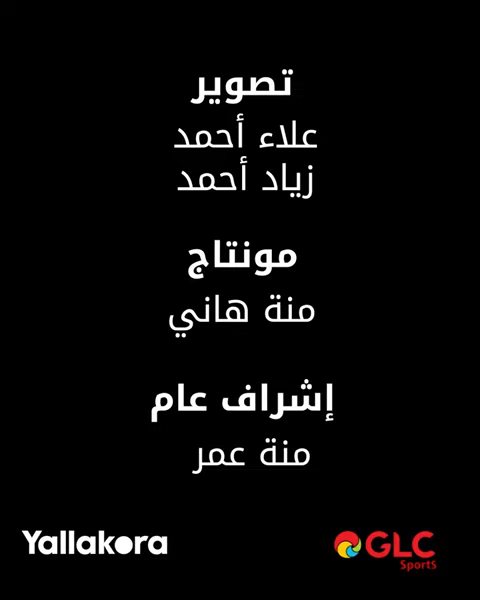 تصوير
علاء أحمد
زياد أحمد
مونتاج
منة هاني
إشراف عام
منة عمر
Yallakora
GLC
Sports